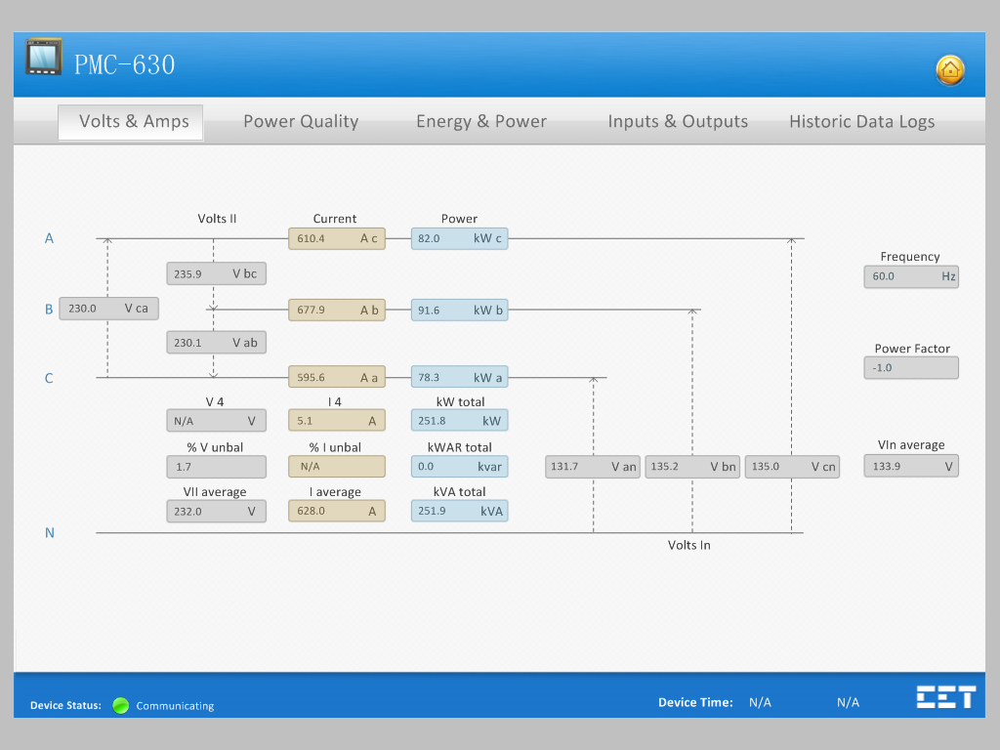 PMC-630
Volts & Amps Power Quality Energy & Power Inputs & Outputs Historic Data Logs
Volts II Current Power
A 610.4 A c 82.0 kW c
Frequency
235.9 V bc 60.0 Hz
B 230.0 V ca 677.9 A b 91.6 kW b
230.1 V ab
Power Factor
-1.0
C 595.6 A a 78.3 kW a
V 4 I 4 kW total
N/A V 5.1 A 251.8 kW
% V unbal % I unbal kWAR total VIn average
1.7 N/A 0.0 kvar 131.7 V an 135.2 V bn 135.0 V cn 133.9 V
VII average I average kVA total
232.0 V 628.0 A 251.9 kVA
N
Volts In
Device Status: Communicating Device Time: N/A N/A CET